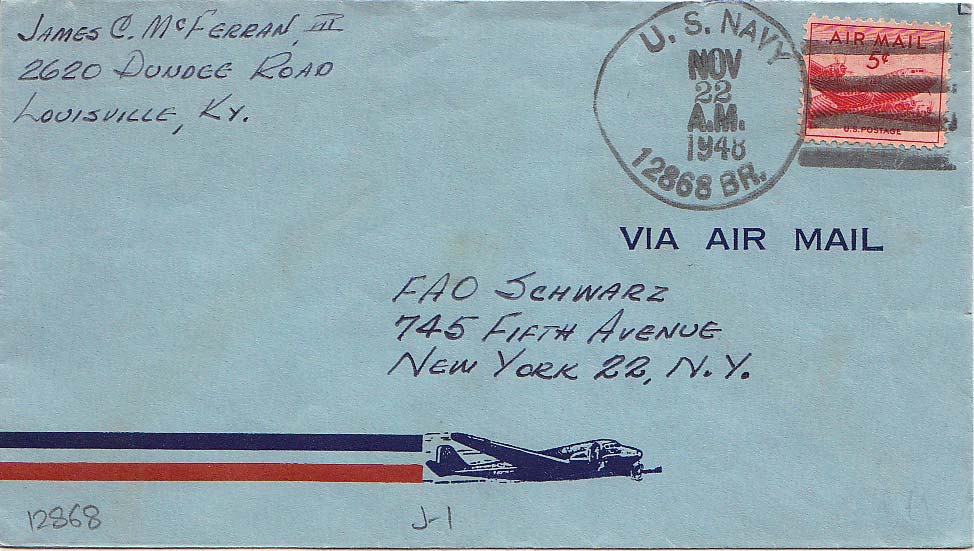 JAMES C. McFERRAN, III
2620 DUNDEE ROAD
LOUISVILLE, KY.
U. S. NAVY
NOV
22
A.M.
1948
12868 BR.
AIR MAIL
5¢
U.S. POSTAGE
VIA AIR MAIL
FAO SCHWARZ
745 FIFTH AVENUE
NEW YORK 22, N.Y.
12868
J-1